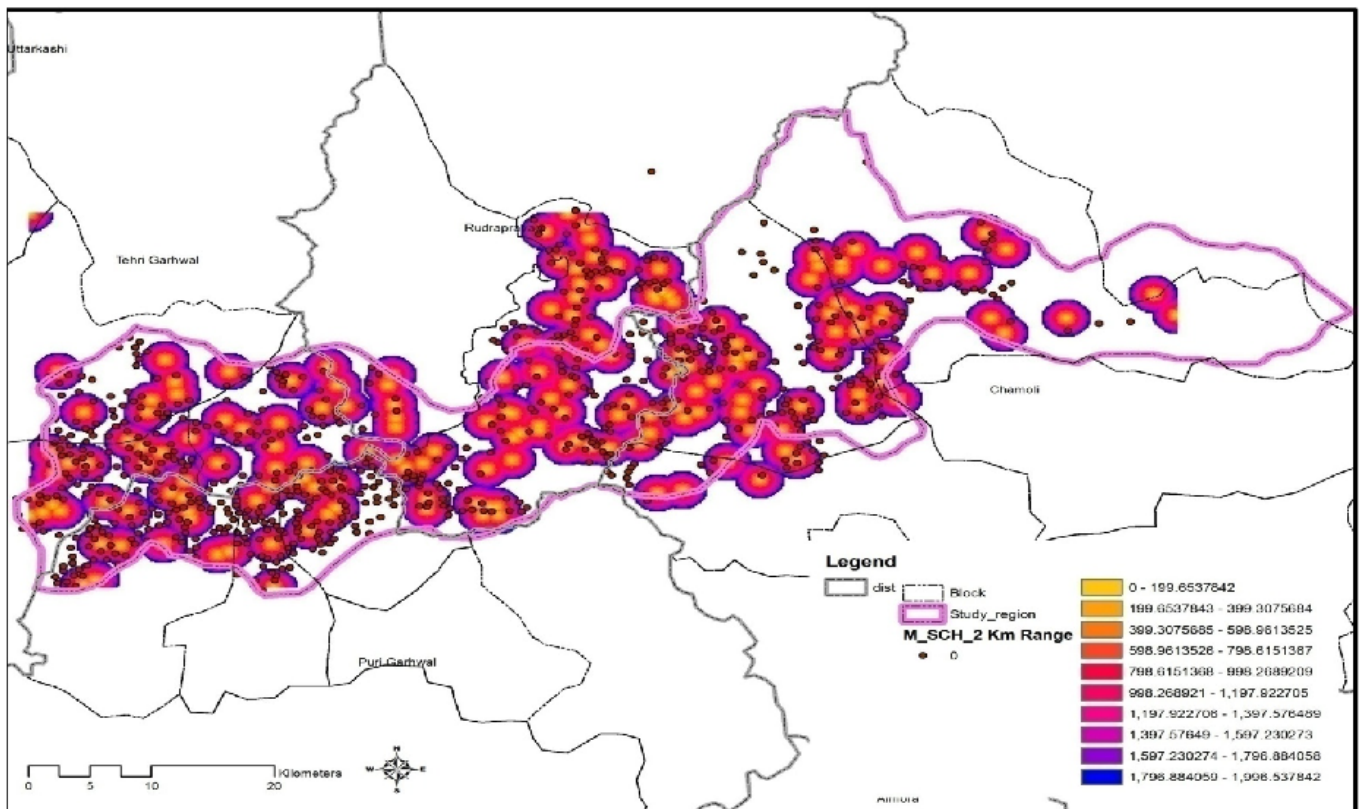 Uttarkashi
Rudrapra
Tehri Garhwal
Chamoli
Puri Garhwal
Legend
dist
Block
Study_region
M_SCH_2 Km Range
0
0 - 199.6537842
199.6537843 - 399.3075684
399.3075685 - 598.9613525
598.9613526 - 798.6151367
798.6151368 - 998.2689209
998.268921 - 1,197.922705
1,197.922706 - 1,397.576489
1,397.57649 - 1,597.230273
1,597.230274 - 1,796.884058
1,796.884059 - 1,996.537842
N
W E
S
0 5 10 20
Kilometers
Almora